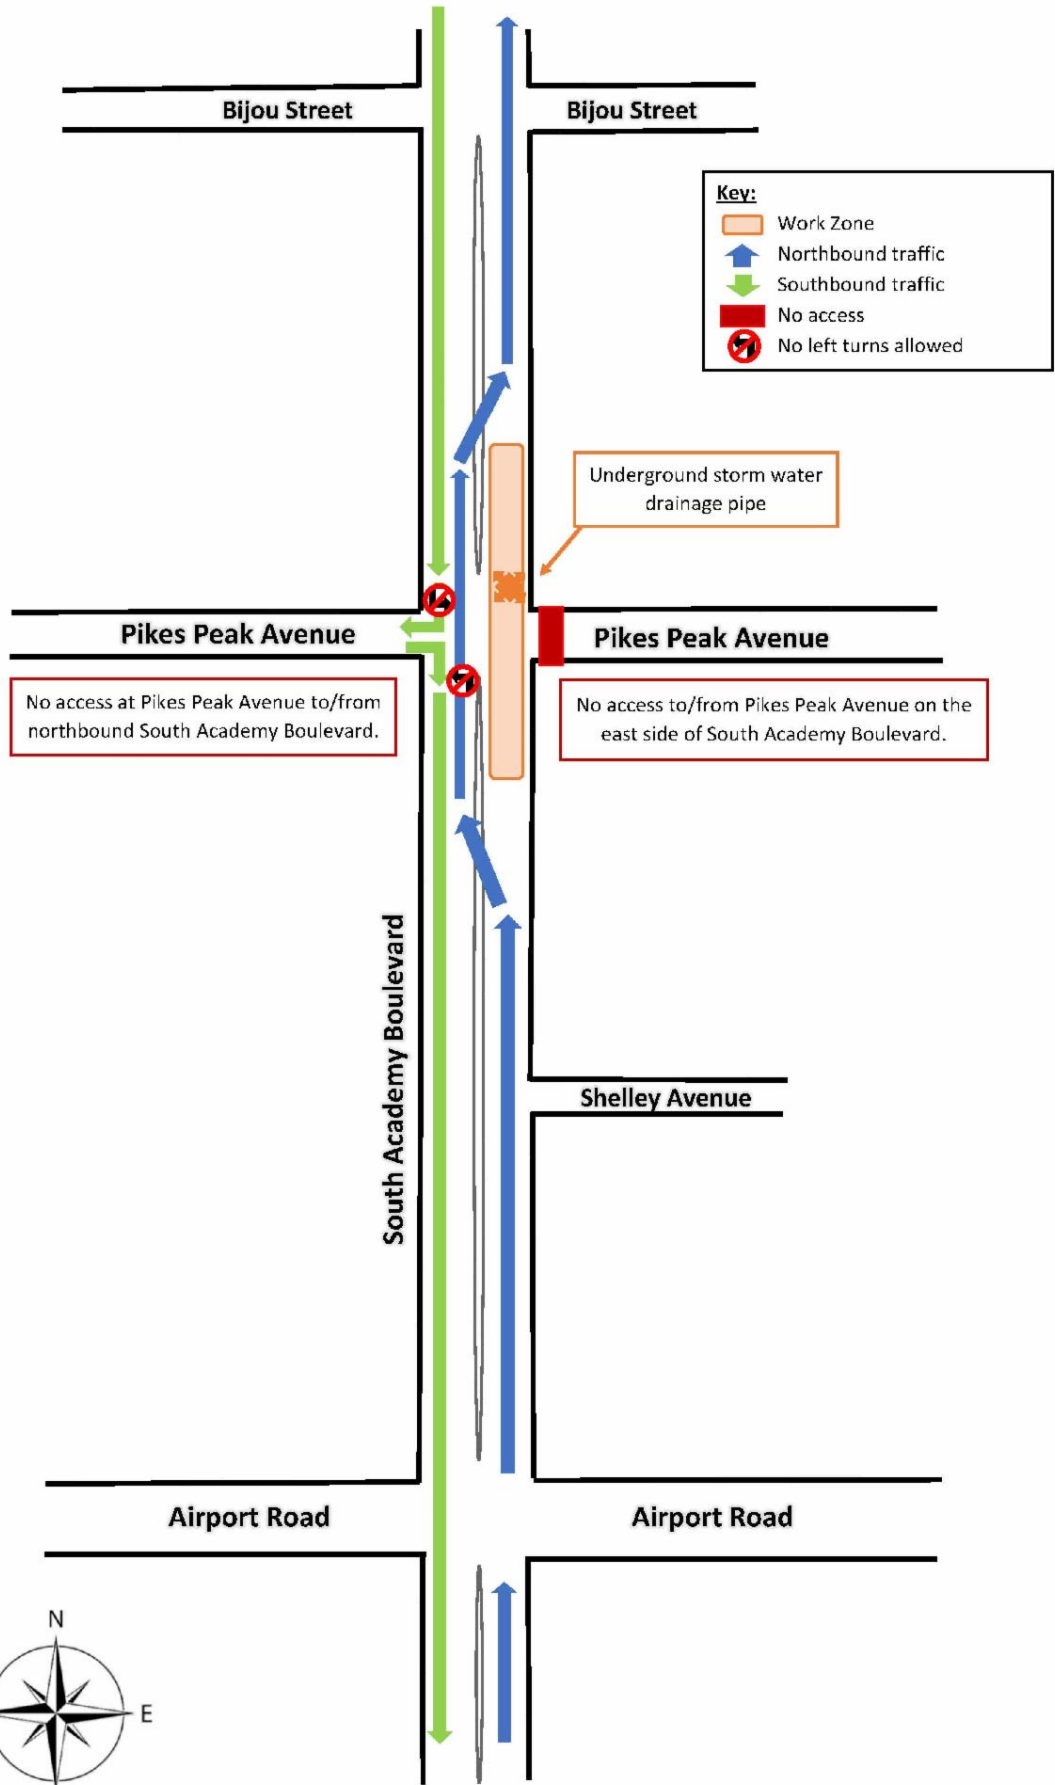 Bijou Street
Bijou Street
Key:
Work Zone
Northbound traffic
Southbound traffic
No access
No left turns allowed
Underground storm water
drainage pipe
Pikes Peak Avenue
Pikes Peak Avenue
No access at Pikes Peak Avenue to/from
northbound South Academy Boulevard.
No access to/from Pikes Peak Avenue on the
east side of South Academy Boulevard.
South Academy Boulevard
Shelley Avenue
Airport Road
Airport Road
N
E